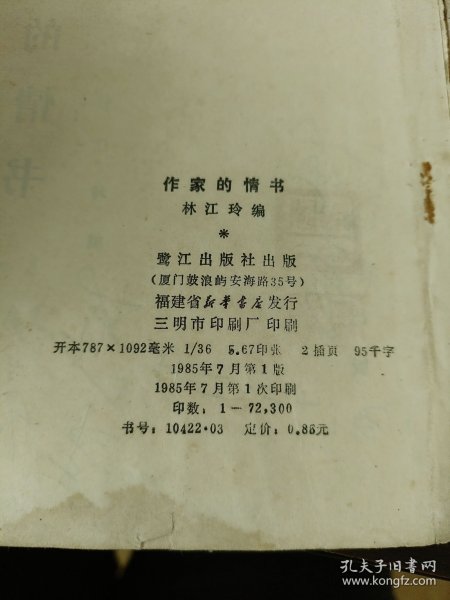 作家的情书
林江玲编
*
鹭江出版社出版
(厦门鼓浪屿安海路35号)
福建省新华书店发行
三明市印刷厂印刷
开本787×1092毫米 1/36 5.67印张 2插页 95千字
1985年7月第1版
1985年7月第1次印刷
印数:1—72,300
书号:10422·03 定价:0.85元
孔夫子旧书网
www.kongfz.com